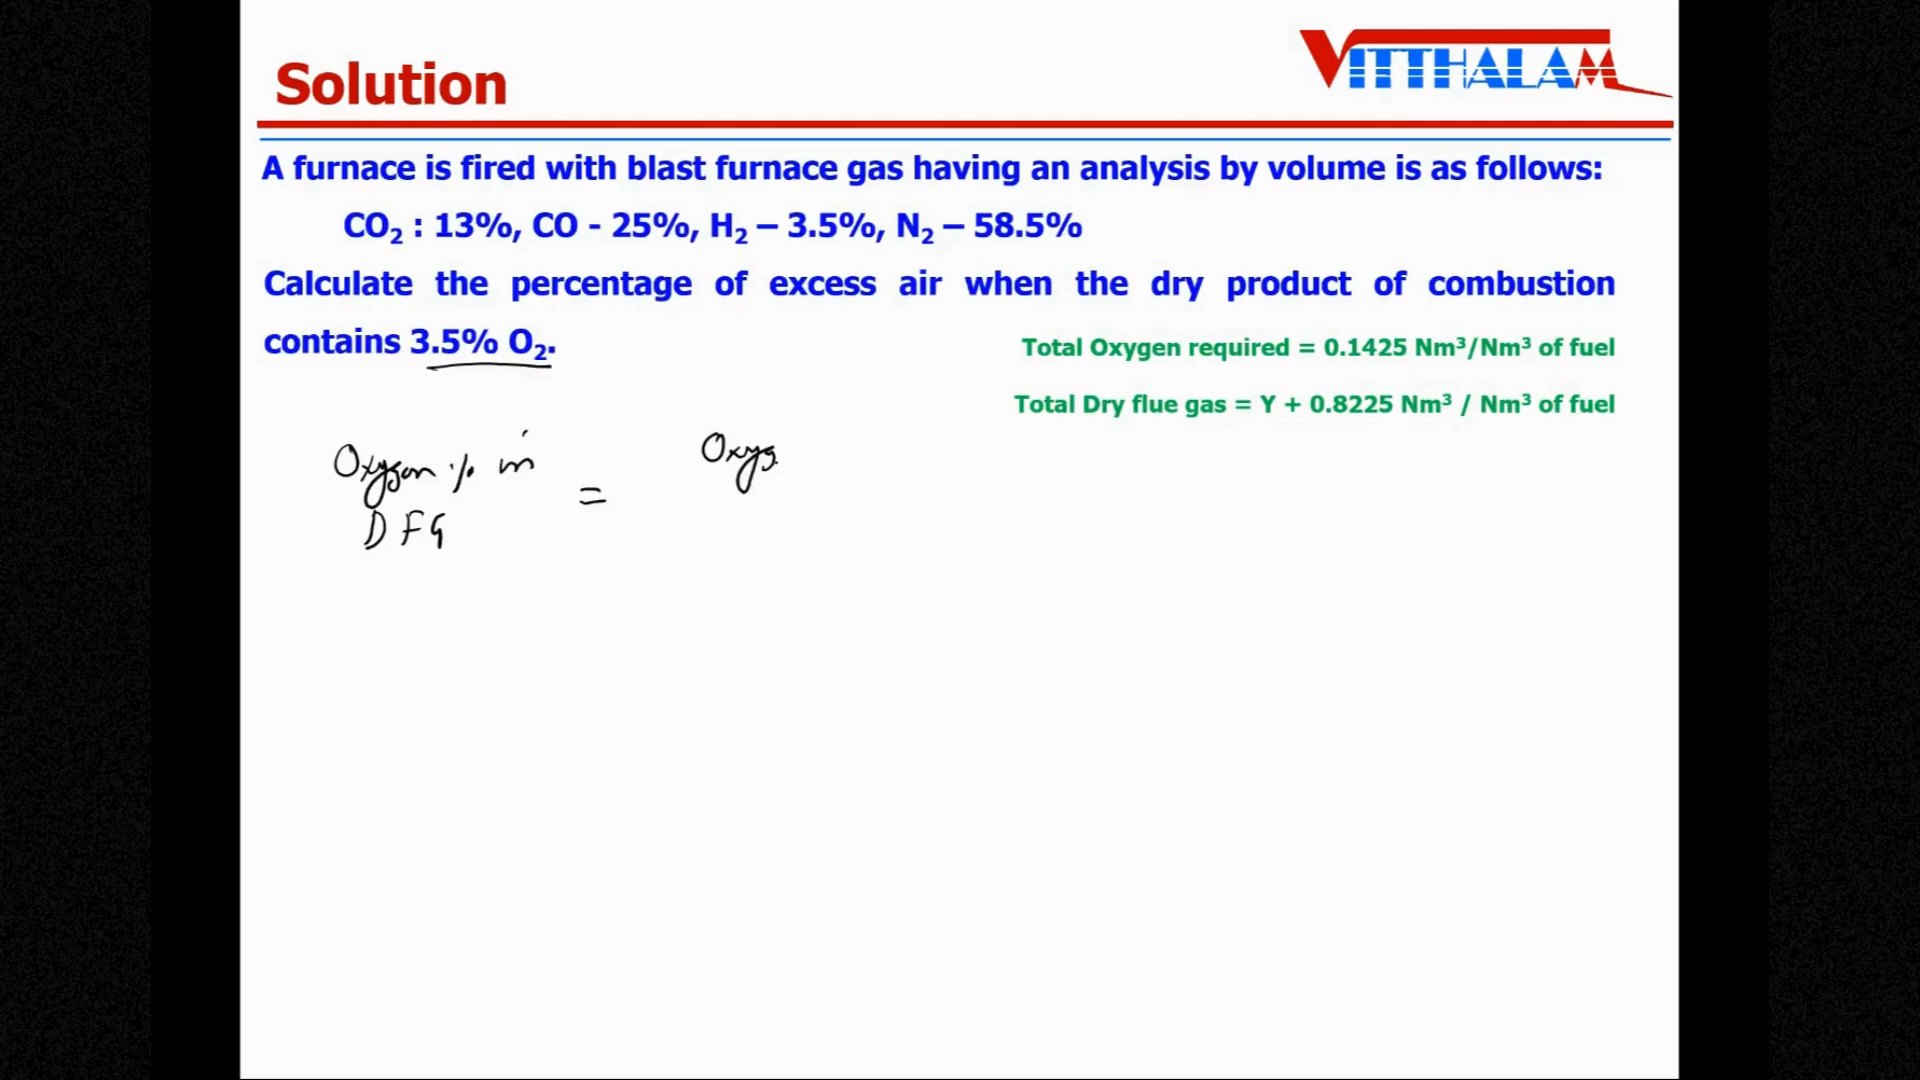 Solution
VITTHALAM
A furnace is fired with blast furnace gas having an analysis by volume is as follows:
CO₂ : 13%, CO - 25%, H₂ – 3.5%, N₂ – 58.5%
Calculate the percentage of excess air when the dry product of combustion
contains 3.5% O₂.
Total Oxygen required = 0.1425 Nm³/Nm³ of fuel
Total Dry flue gas = Y + 0.8225 Nm³ / Nm³ of fuel
Oxygen % in = Oxyg
DFG